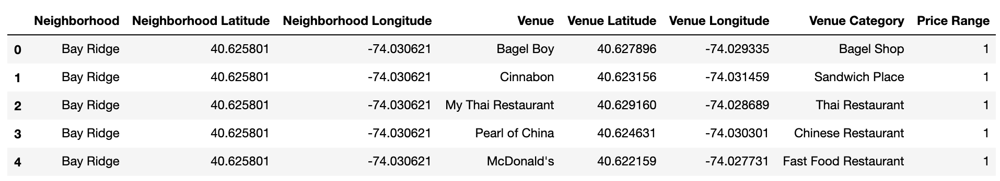 Neighborhood Neighborhood Latitude Neighborhood Longitude Venue Venue Latitude Venue Longitude Venue Category Price Range
0 Bay Ridge 40.625801 -74.030621 Bagel Boy 40.627896 -74.029335 Bagel Shop 1
1 Bay Ridge 40.625801 -74.030621 Cinnabon 40.623156 -74.031459 Sandwich Place 1
2 Bay Ridge 40.625801 -74.030621 My Thai Restaurant 40.629160 -74.028689 Thai Restaurant 1
3 Bay Ridge 40.625801 -74.030621 Pearl of China 40.624631 -74.030301 Chinese Restaurant 1
4 Bay Ridge 40.625801 -74.030621 McDonald's 40.622159 -74.027731 Fast Food Restaurant 1